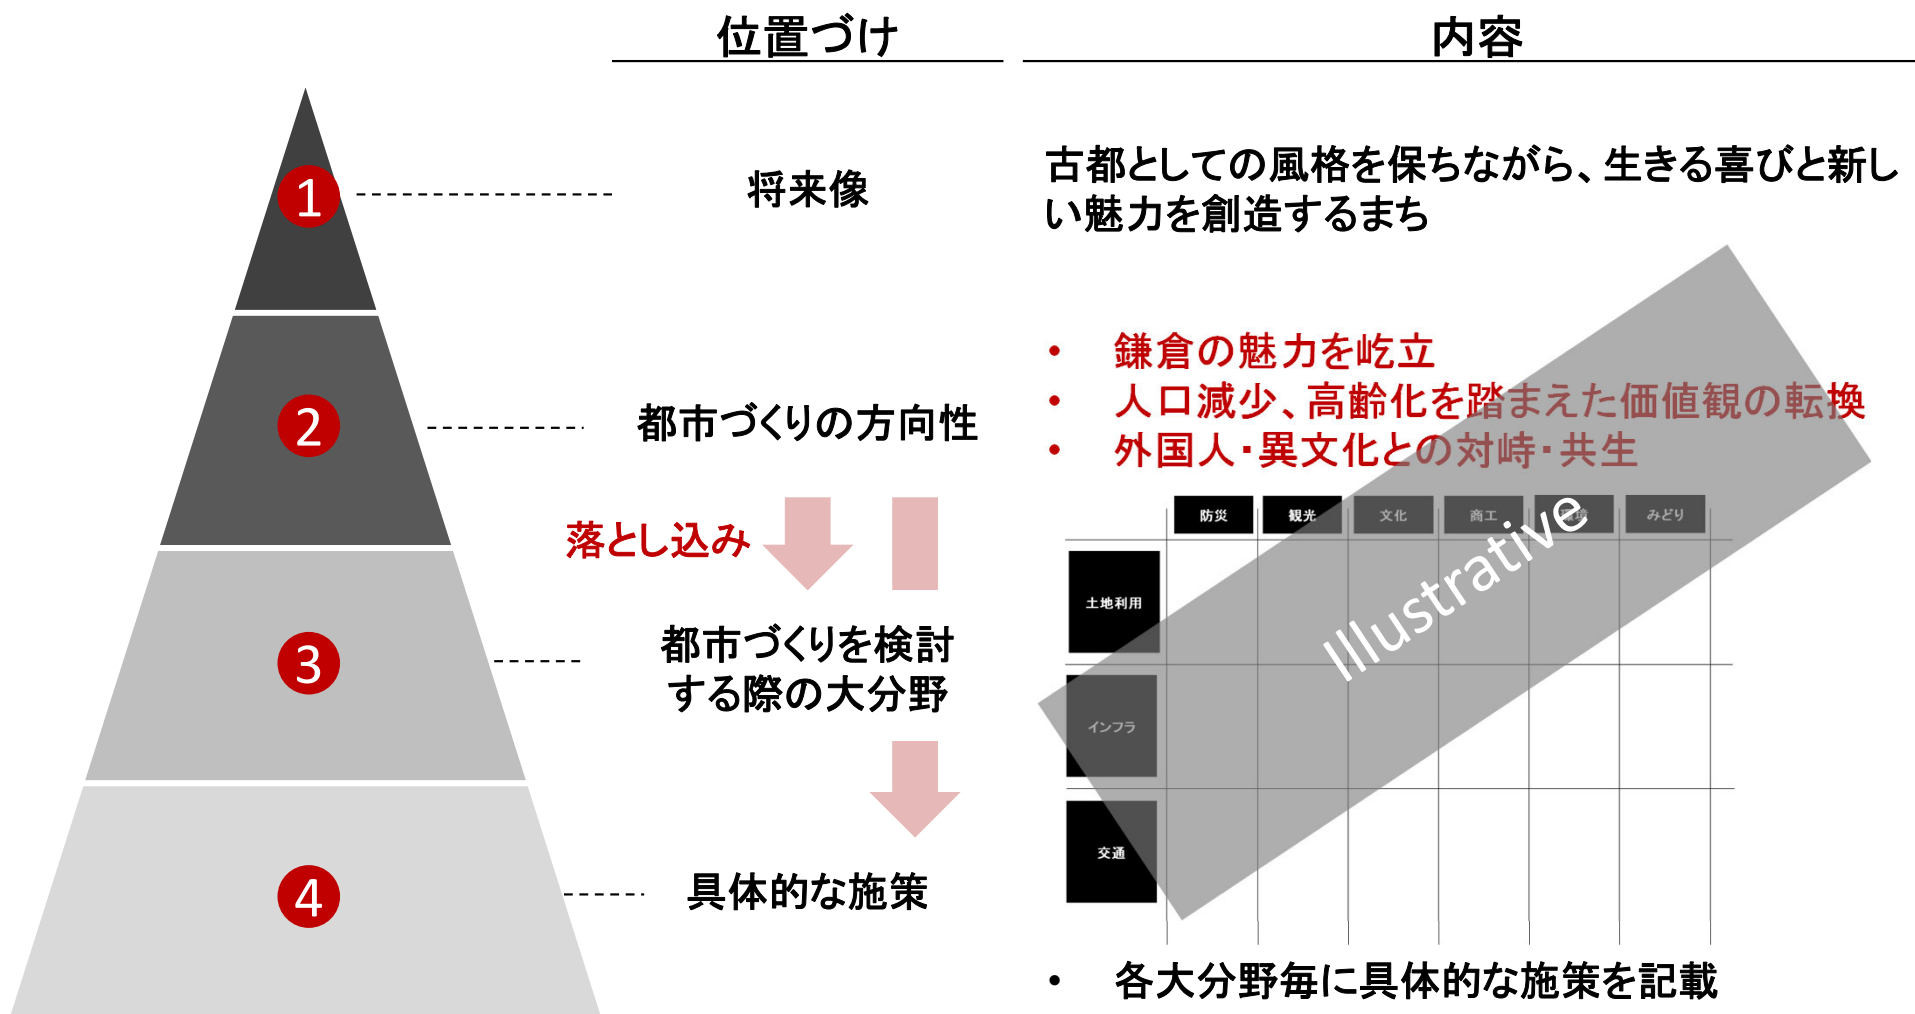 位置づけ
内容
1
将来像
古都としての風格を保ちながら、生きる喜びと新し
い魅力を創造するまち
2
都市づくりの方向性
• 鎌倉の魅力を屹立
• 人口減少、高齢化を踏まえた価値観の転換
• 外国人・異文化との対峙・共生
落とし込み
防災 観光 文化 商工 環境 みどり
土地利用
インフラ
交通
Illustrative
3
都市づくりを検討
する際の大分野
4
具体的な施策
• 各大分野毎に具体的な施策を記載